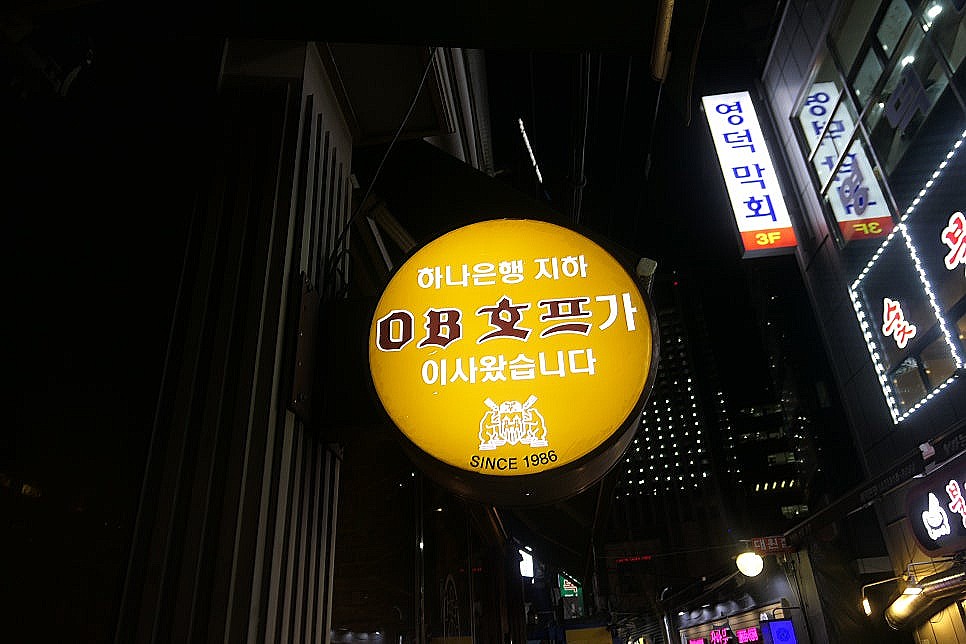 하나은행 지하
OB 호프가
이사왔습니다
SINCE 1986
영덕막회
3F
숯